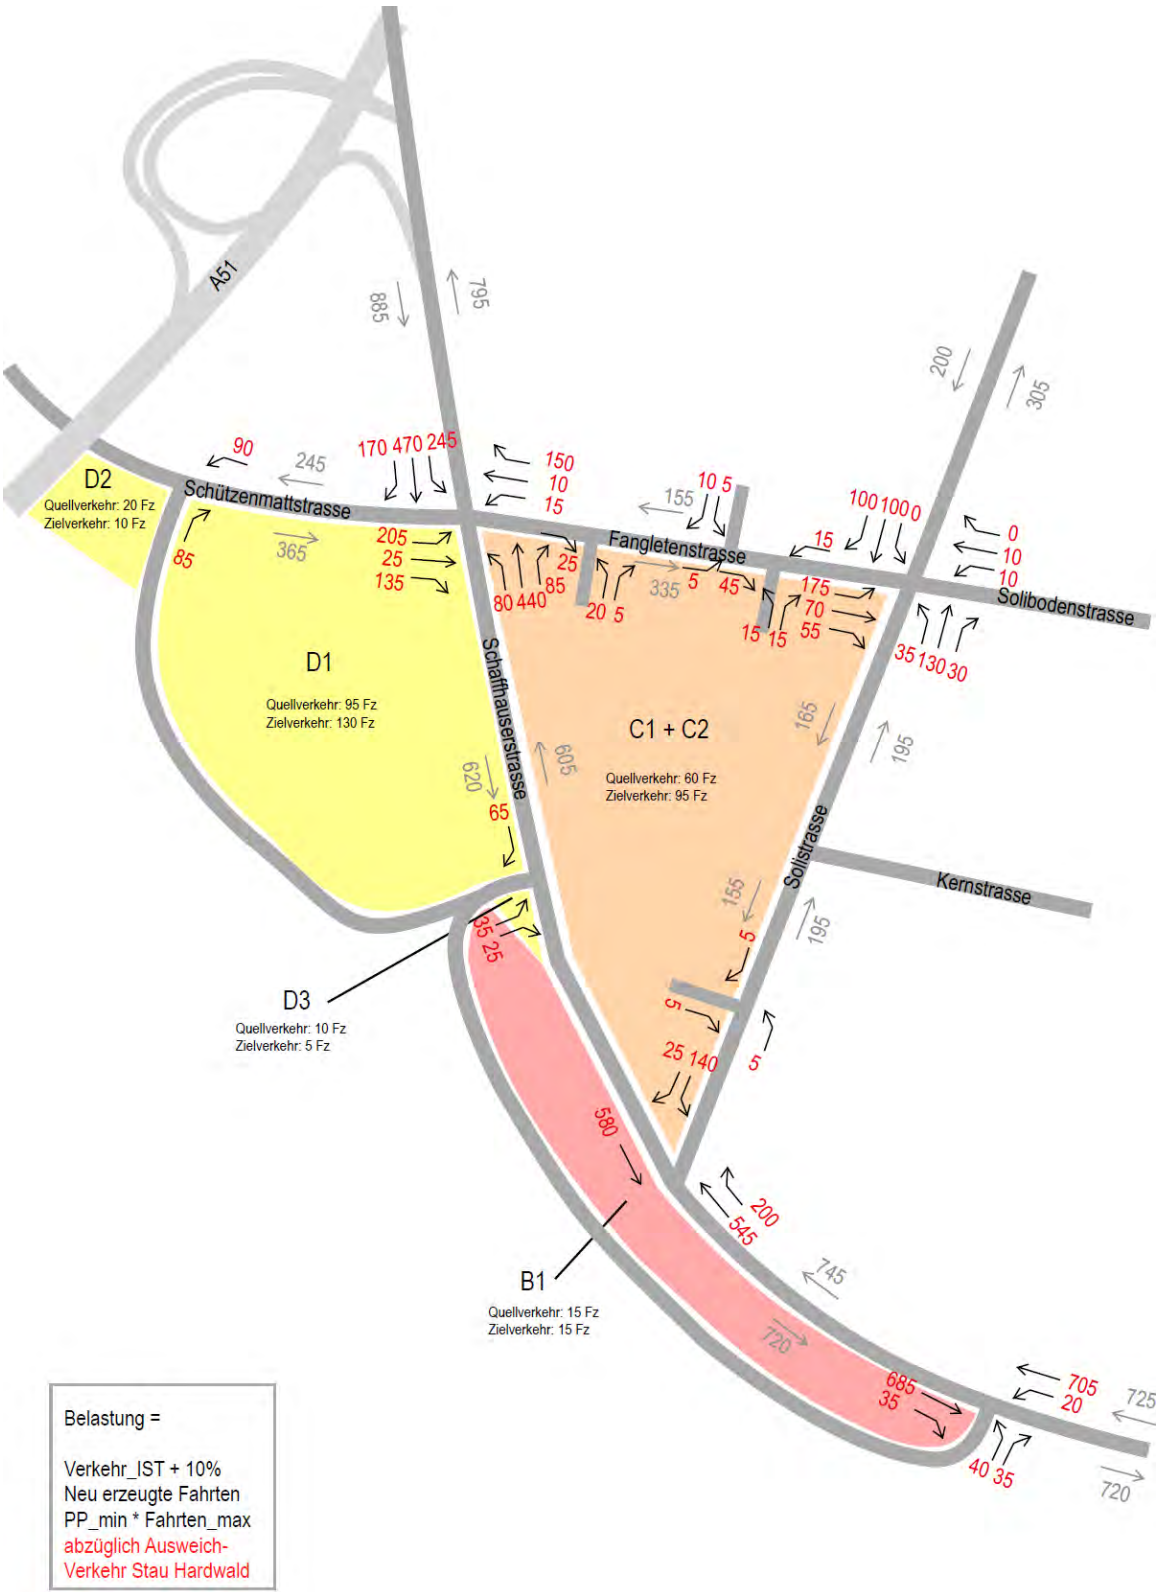 A51
885
795
200
305
90
245
170 470 245
150
10
15
155
10 5
15
100 100 0
0
10
10
D2
Quellverkehr: 20 Fz
Zielverkehr: 10 Fz
Schützenmattstrasse
85
365
205
25
135
Fangletenstrasse
25
335
5
45
175
70
55
Solibodenstrasse
80 440 85
20 5
15 15
35 130 30
D1
Quellverkehr: 95 Fz
Zielverkehr: 130 Fz
Schaffhauserstrasse
C1 + C2
Quellverkehr: 60 Fz
Zielverkehr: 95 Fz
165
195
620
605
65
Solistrasse
Kernstrasse
155
195
35 25
5
5
5
D3
Quellverkehr: 10 Fz
Zielverkehr: 5 Fz
25 140
580
200
545
B1
Quellverkehr: 15 Fz
Zielverkehr: 15 Fz
745
720
685
35
705
20
725
40 35
720
Belastung =
Verkehr_IST + 10%
Neu erzeugte Fahrten
PP_min * Fahrten_max
abzüglich Ausweich-
Verkehr Stau Hardwald